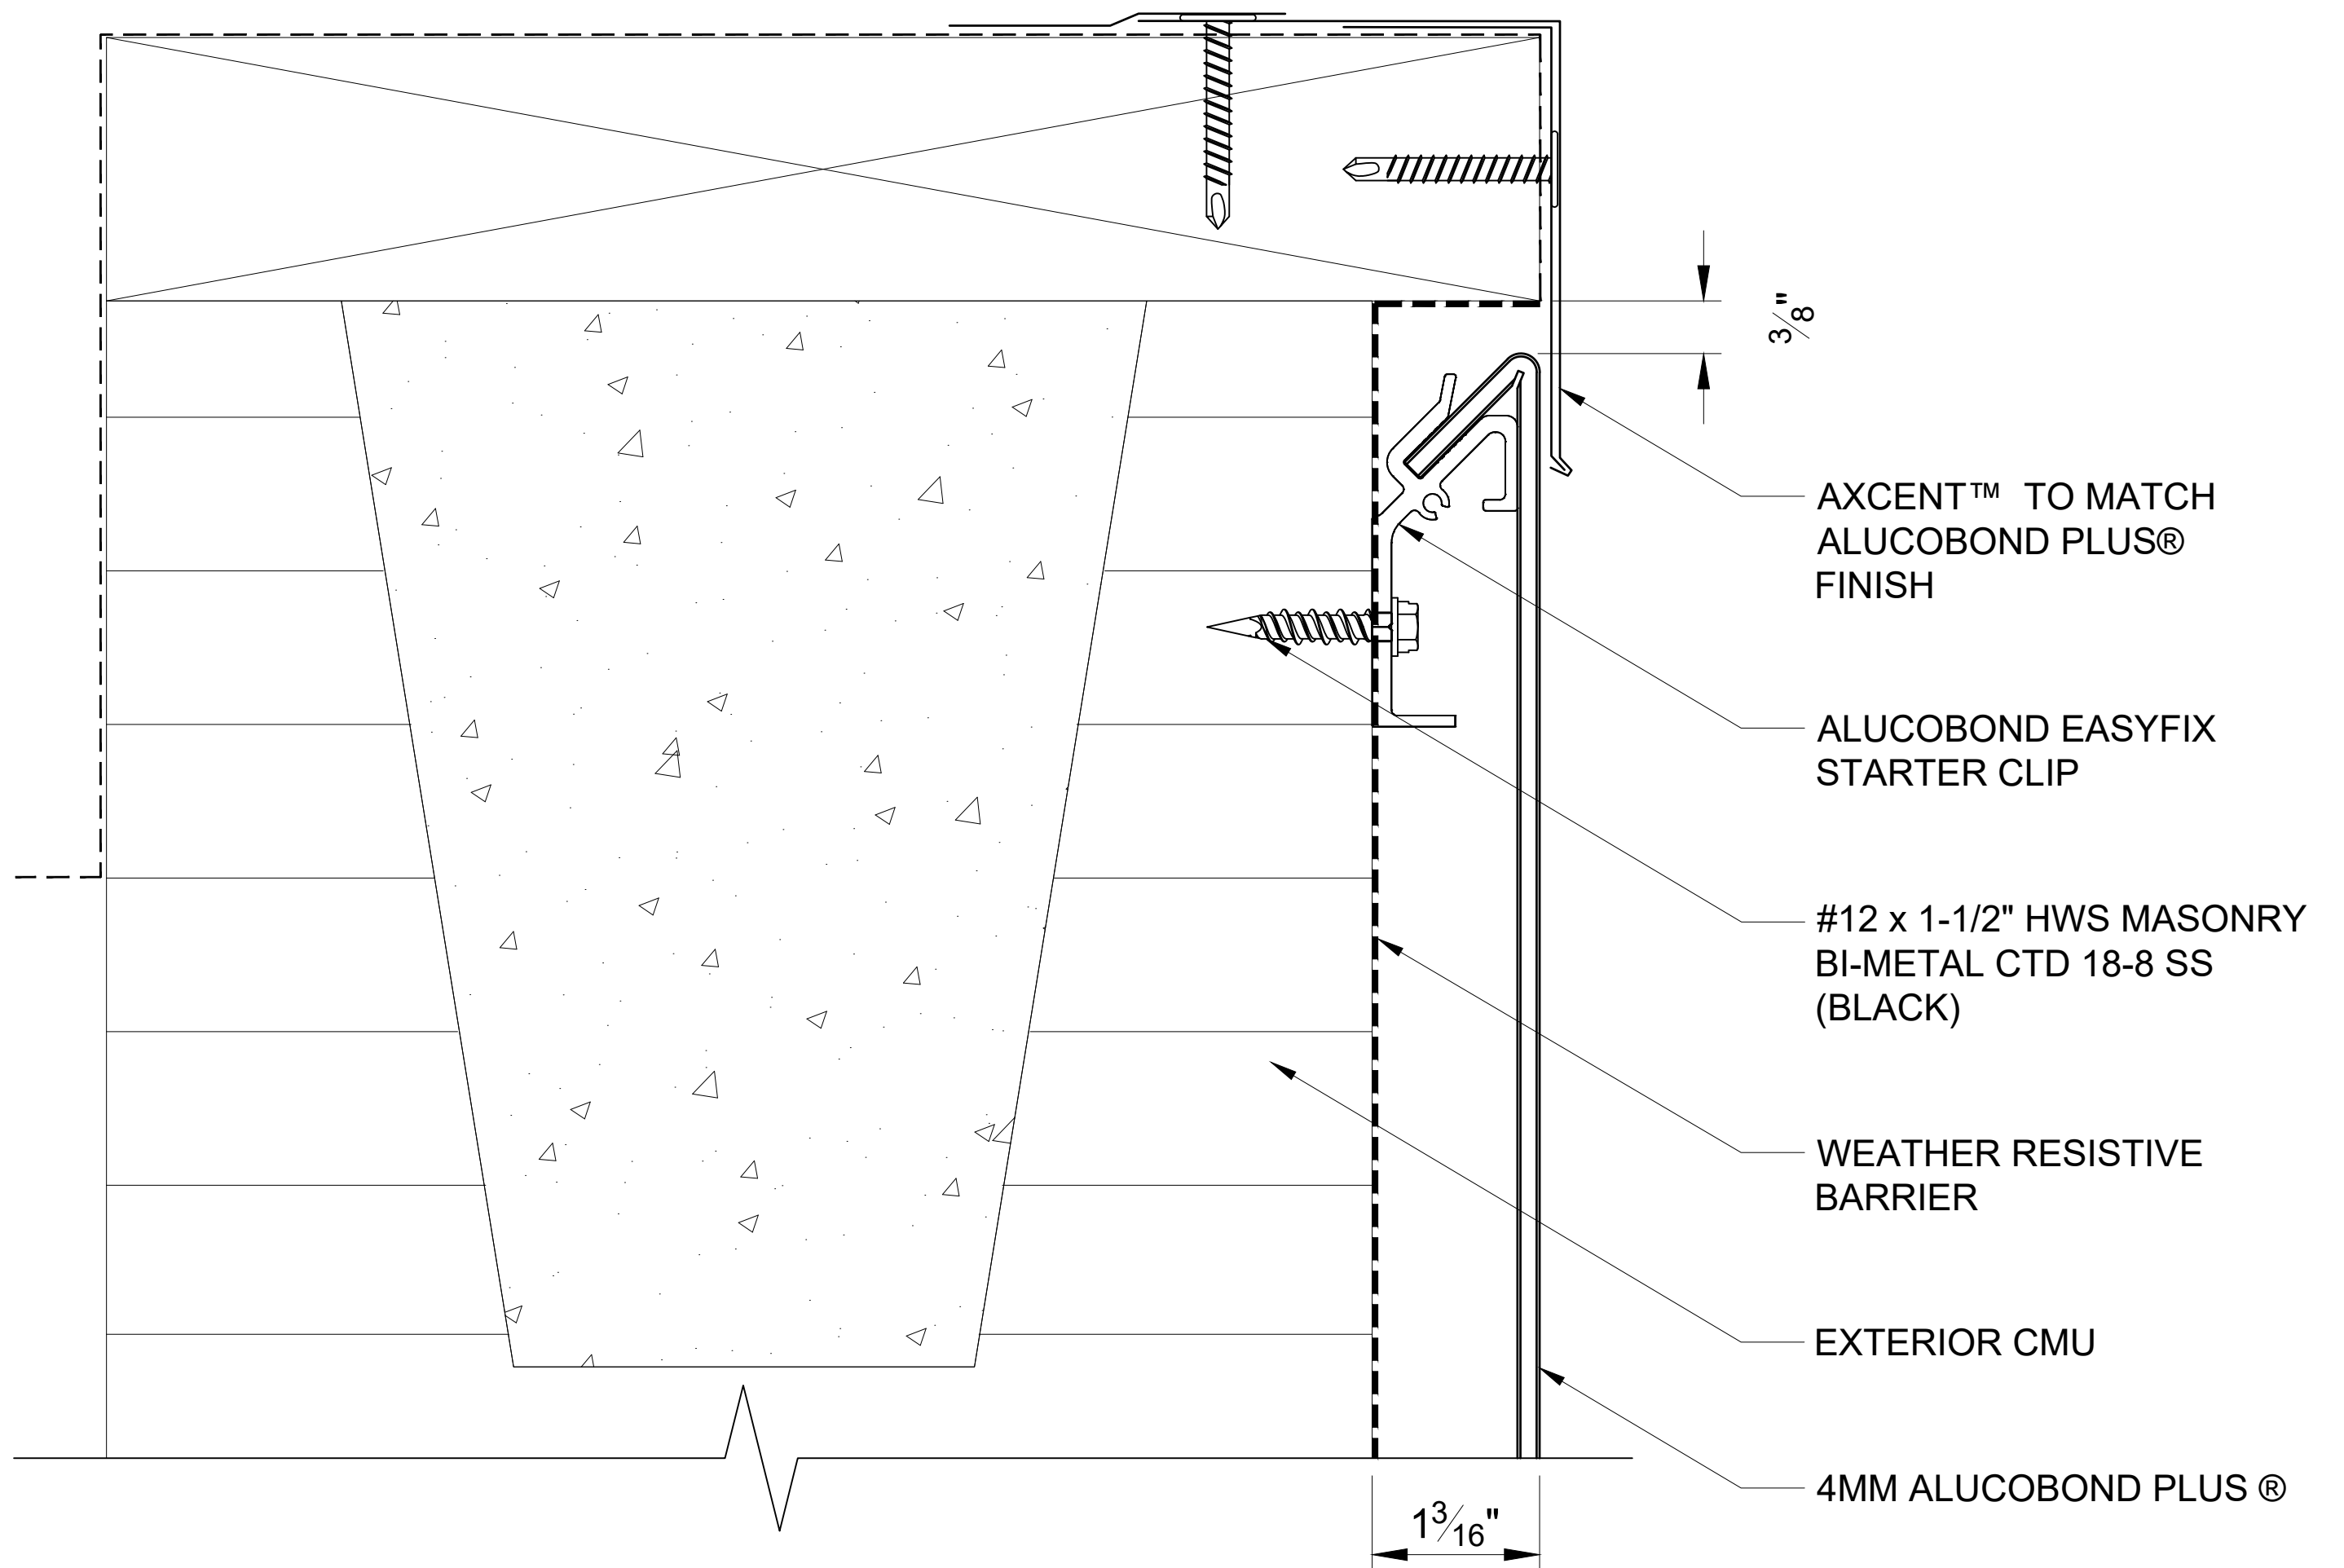 3/8"
AXCENT™ TO MATCH
ALUCOBOND PLUS®
FINISH
ALUCOBOND EASYFIX
STARTER CLIP
#12 x 1-1/2" HWS MASONRY
BI-METAL CTD 18-8 SS
(BLACK)
WEATHER RESISTIVE
BARRIER
EXTERIOR CMU
4MM ALUCOBOND PLUS ®
1 3/16"